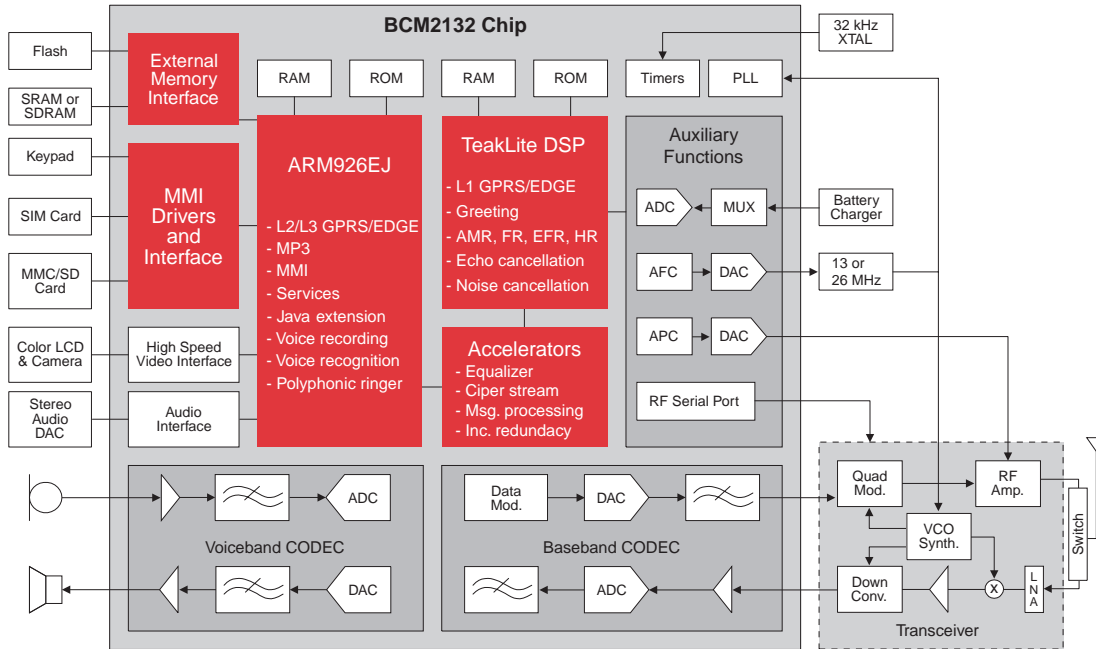 BCM2132 Chip
32 kHz
XTAL
Flash
External
Memory
Interface
SRAM or
SDRAM
RAM
ROM
RAM
ROM
Timers
PLL
Keypad
SIM Card
MMC/SD
Card
MMI
Drivers
and
Interface
ARM926EJ
- L2/L3 GPRS/EDGE
- MP3
- MMI
- Services
- Java extension
- Voice recording
- Voice recognition
- Polyphonic ringer
TeakLite DSP
- L1 GPRS/EDGE
- Greeting
- AMR, FR, EFR, HR
- Echo cancellation
- Noise cancellation
Auxiliary
Functions
ADC
MUX
Battery
Charger
AFC
DAC
13 or
26 MHz
APC
DAC
RF Serial Port
Color LCD
& Camera
High Speed
Video Interface
Stereo
Audio
DAC
Audio
Interface
Accelerators
- Equalizer
- Ciper stream
- Msg. processing
- Inc. redundacy
ADC
Voiceband CODEC
DAC
Data
Mod.
DAC
Baseband CODEC
ADC
Quad
Mod.
RF
Amp.
VCO
Synth.
Down
Conv.
X
L
N
A
Switch
Transceiver